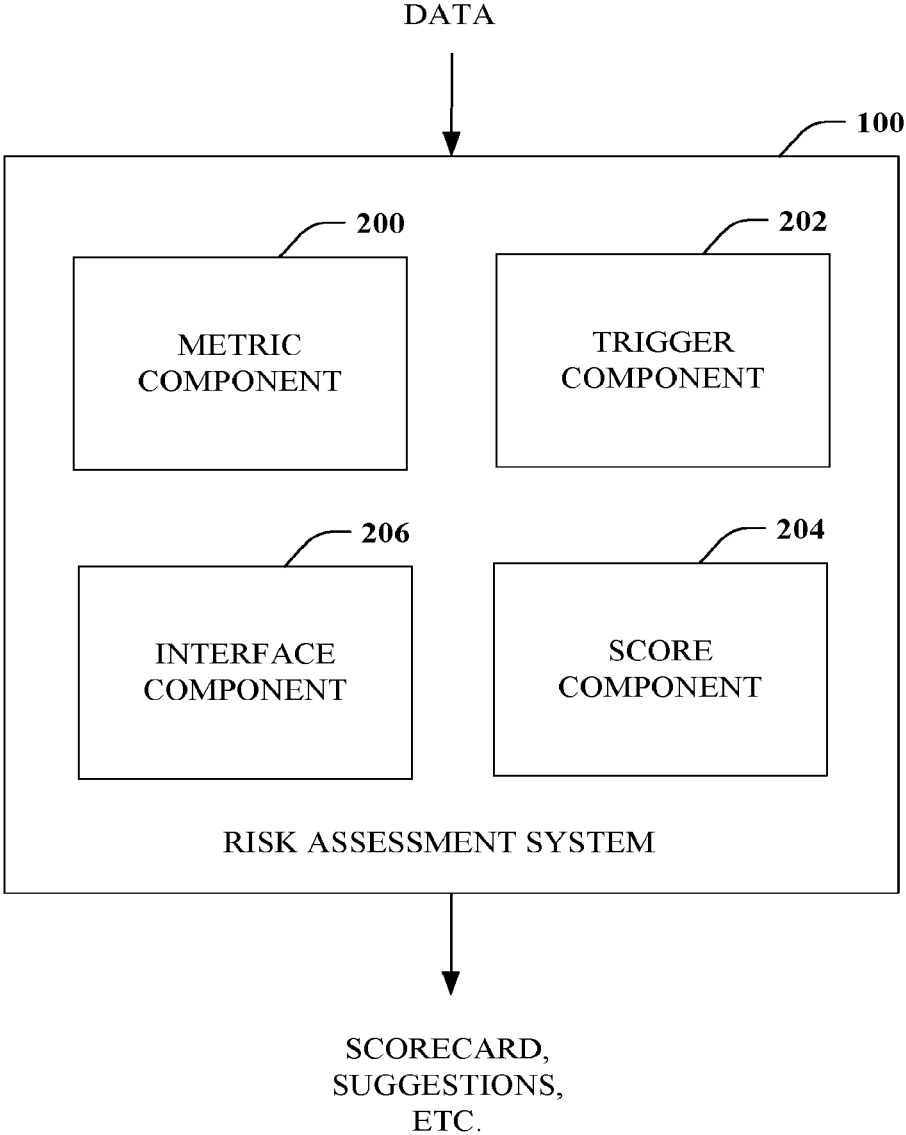 DATA
100
200
METRIC
COMPONENT
202
TRIGGER
COMPONENT
206
INTERFACE
COMPONENT
204
SCORE
COMPONENT
RISK ASSESSMENT SYSTEM
SCORECARD,
SUGGESTIONS,
ETC.